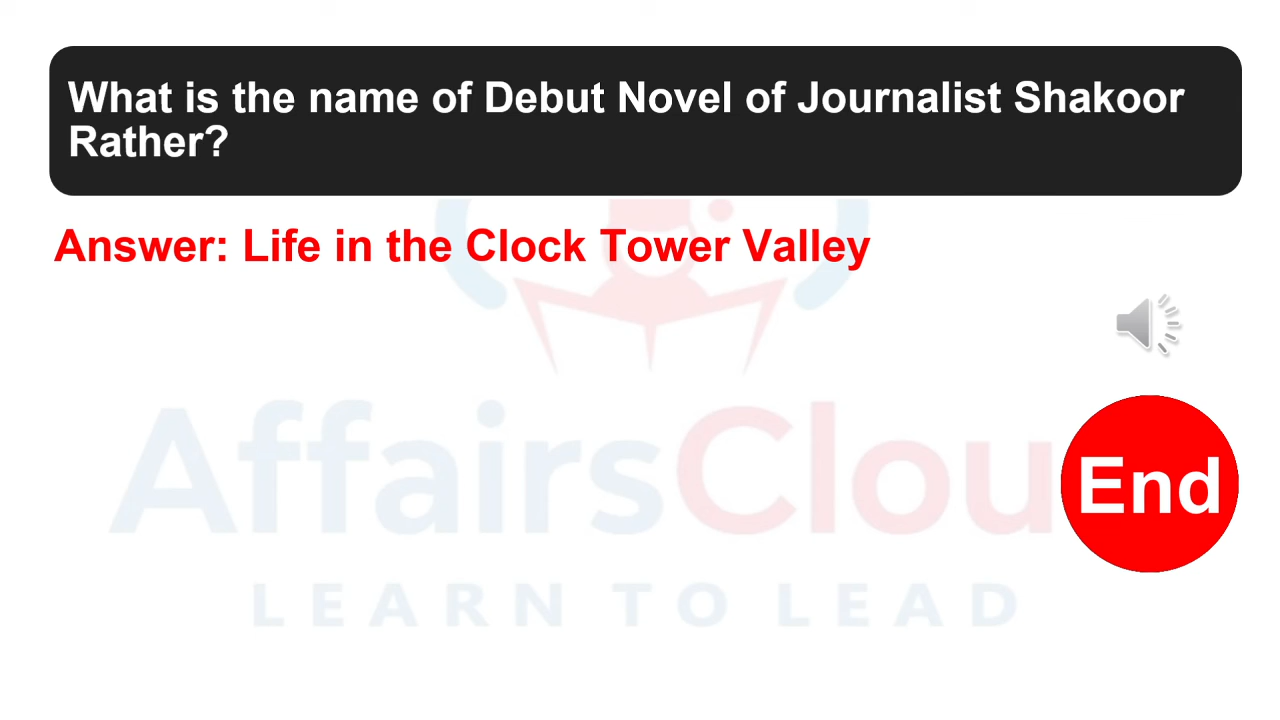 What is the name of Debut Novel of Journalist Shakoor
Rather?
Answer: Life in the Clock Tower Valley
End
AffairsClou
LEARN TO LEAD